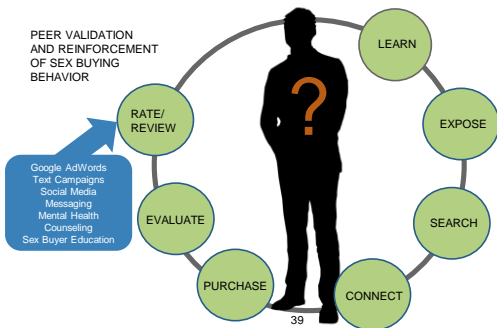 PEER VALIDATION
AND REINFORCEMENT
OF SEX BUYING
BEHAVIOR
LEARN
EXPOSE
SEARCH
CONNECT
PURCHASE
EVALUATE
RATE/
REVIEW
Google AdWords
Text Campaigns
Social Media
Messaging
Mental Health
Counseling
Sex Buyer Education
?
39